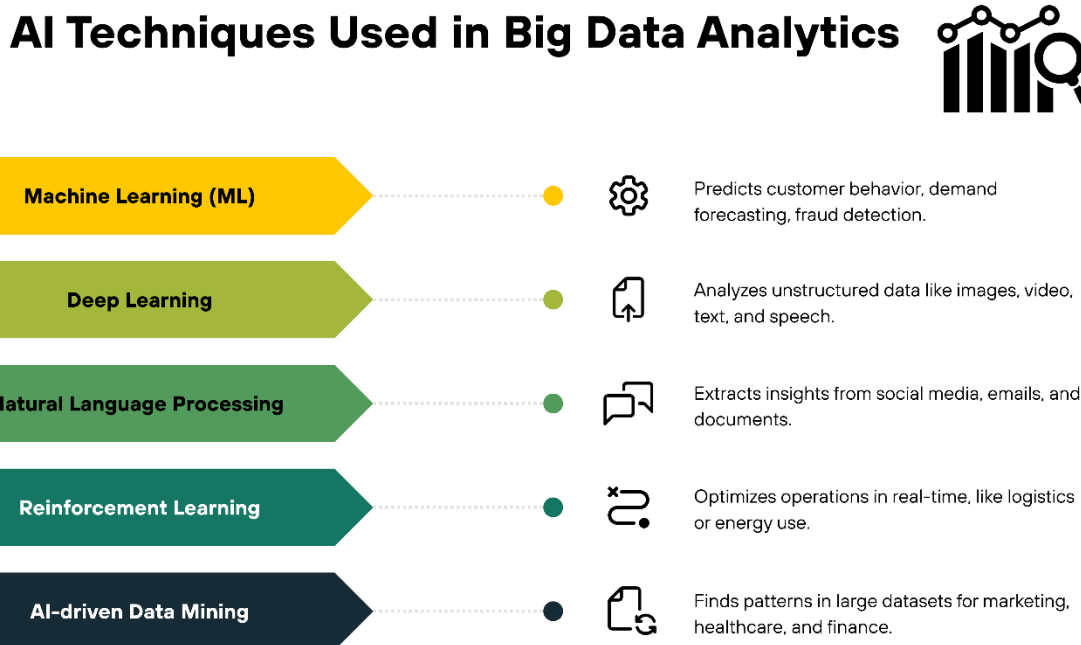 AI Techniques Used in Big Data Analytics
Machine Learning (ML)
Predicts customer behavior, demand
forecasting, fraud detection.
Deep Learning
Analyzes unstructured data like images, video,
text, and speech.
Natural Language Processing
Extracts insights from social media, emails, and
documents.
Reinforcement Learning
Optimizes operations in real-time, like logistics
or energy use.
AI-driven Data Mining
Finds patterns in large datasets for marketing,
healthcare, and finance.